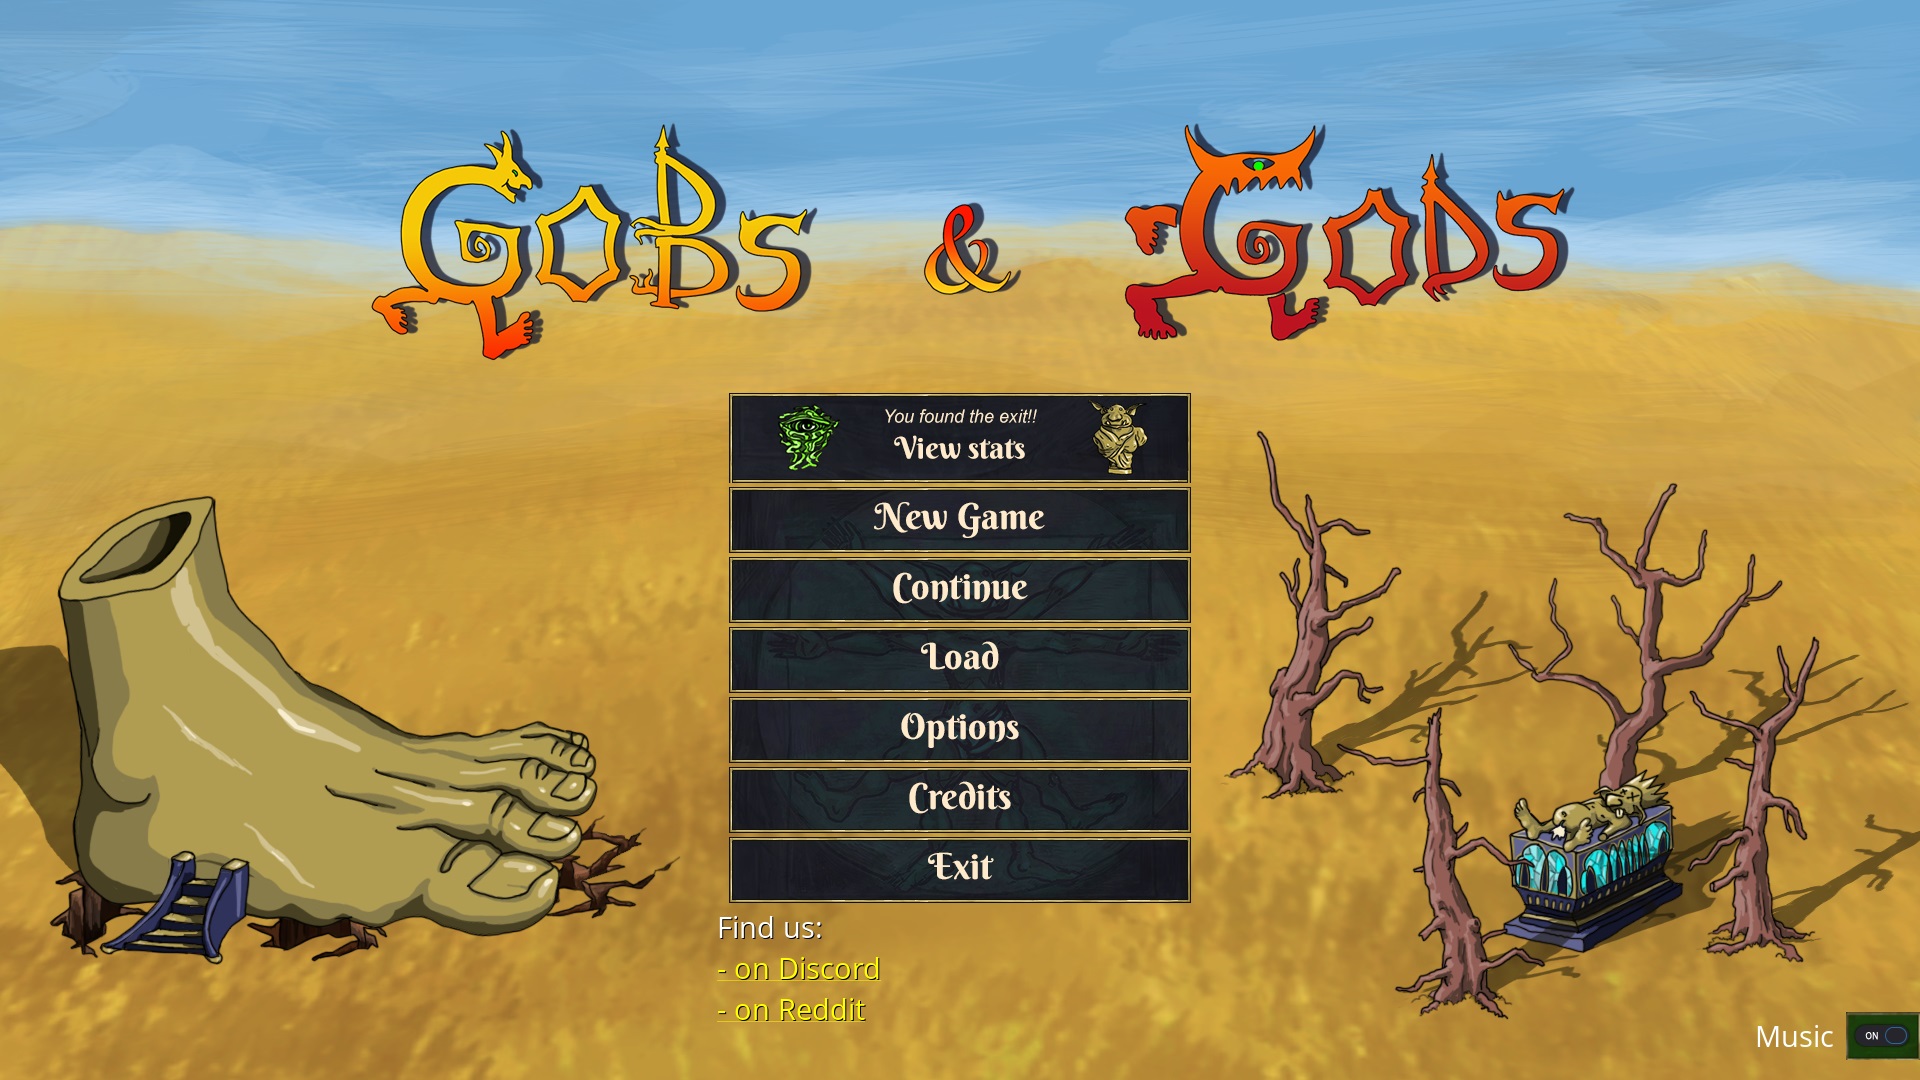 GOBS & GODS
You found the exit!!
View stats
New Game
Continue
Load
Options
Credits
Exit
Find us:
- on Discord
- on Reddit
Music ON